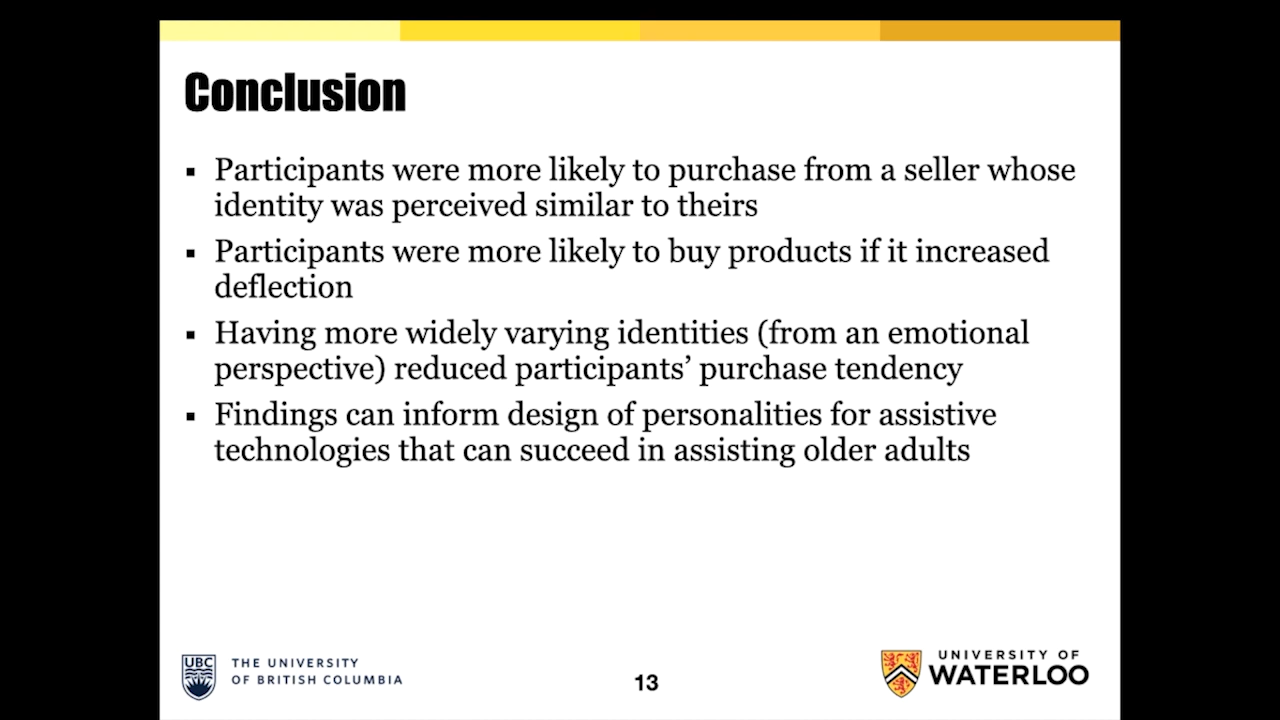 Conclusion
▪ Participants were more likely to purchase from a seller whose
identity was perceived similar to theirs
▪ Participants were more likely to buy products if it increased
deflection
▪ Having more widely varying identities (from an emotional
perspective) reduced participants’ purchase tendency
▪ Findings can inform design of personalities for assistive
technologies that can succeed in assisting older adults
UBC
THE UNIVERSITY
OF BRITISH COLUMBIA
13
UNIVERSITY OF
WATERLOO